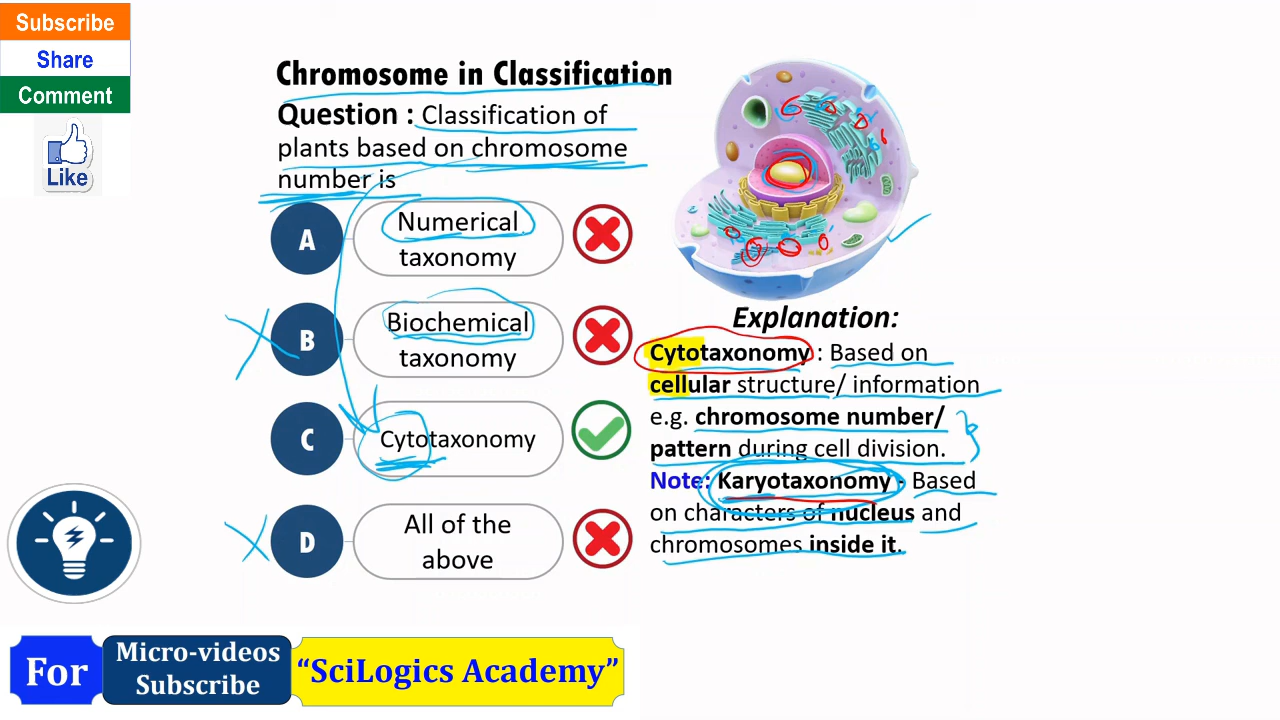 Subscribe
Share
Comment
Like
Chromosome in Classification
Question : Classification of
plants based on chromosome
number is
A
Numerical
taxonomy
B
Biochemical
taxonomy
C
Cytotaxonomy
D
All of the
above
Explanation:
Cytotaxonomy : Based on
cellular structure/ information
e.g. chromosome number/
pattern during cell division.
Note: Karyotaxonomy - Based
on characters of nucleus and
chromosomes inside it.
For
Micro-videos
Subscribe
“SciLogics Academy”